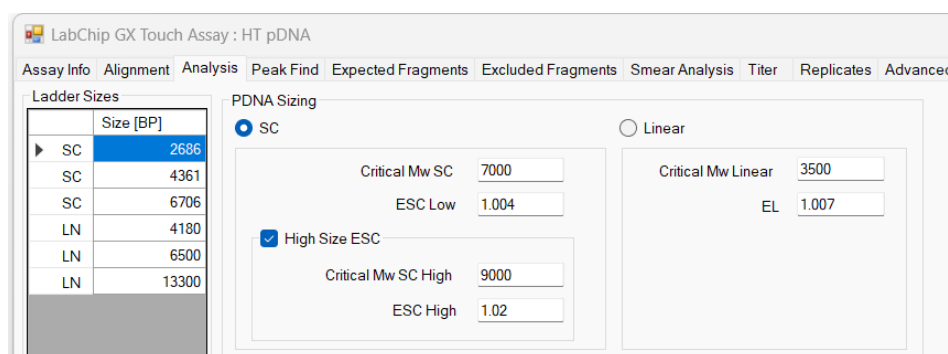 LabChip GX Touch Assay : HT pDNA
Assay Info Alignment Analysis Peak Find Expected Fragments Excluded Fragments Smear Analysis Titer Replicates Advanced
Ladder Sizes
Size [BP]
SC 2686
SC 4361
SC 6706
LN 4180
LN 6500
LN 13300
PDNA Sizing
SC
Critical Mw SC 7000
ESC Low 1.004
High Size ESC
Critical Mw SC High 9000
ESC High 1.02
Linear
Critical Mw Linear 3500
EL 1.007